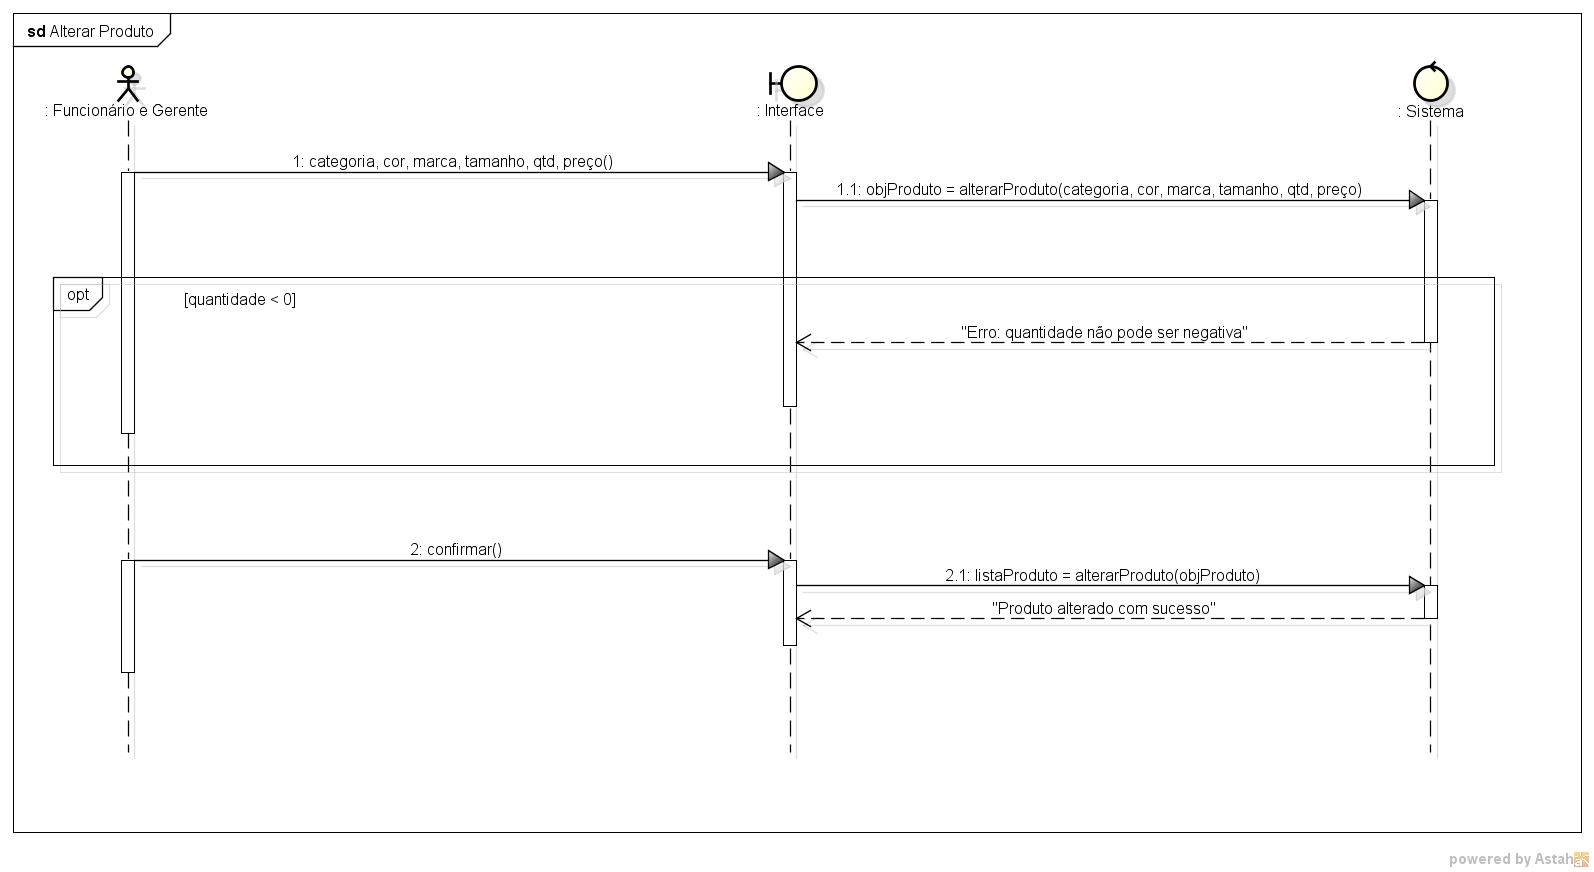 sd Alterar Produto
: Funcionário e Gerente
: Interface
: Sistema
1: categoria, cor, marca, tamanho, qtd, preço()
1.1: objProduto = alterarProduto(categoria, cor, marca, tamanho, qtd, preço)
opt
[quantidade < 0]
"Erro: quantidade não pode ser negativa"
2: confirmar()
2.1: listaProduto = alterarProduto(objProduto)
"Produto alterado com sucesso"
powered by Astah